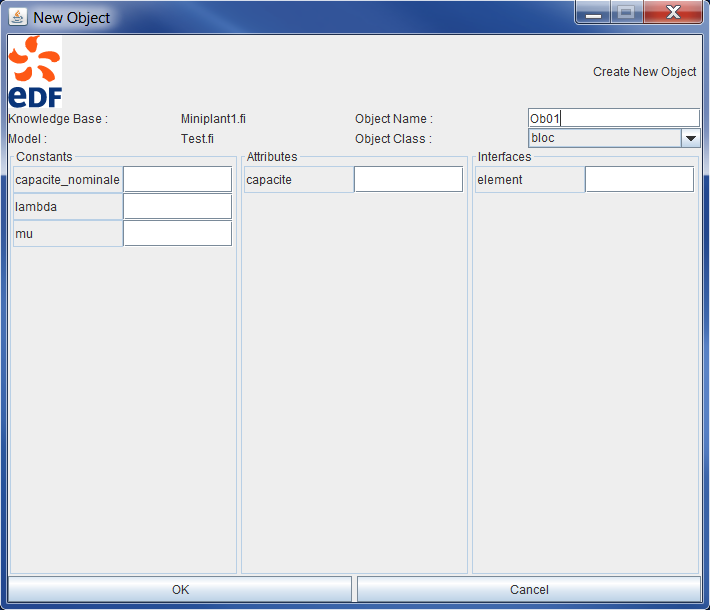 New Object
eDF
Create New Object
Knowledge Base : Miniplant1.fi Object Name : Ob01
Model : Test.fi Object Class : bloc
Constants Attributes Interfaces
capacite_nominale capacite element
lambda
mu
OK Cancel